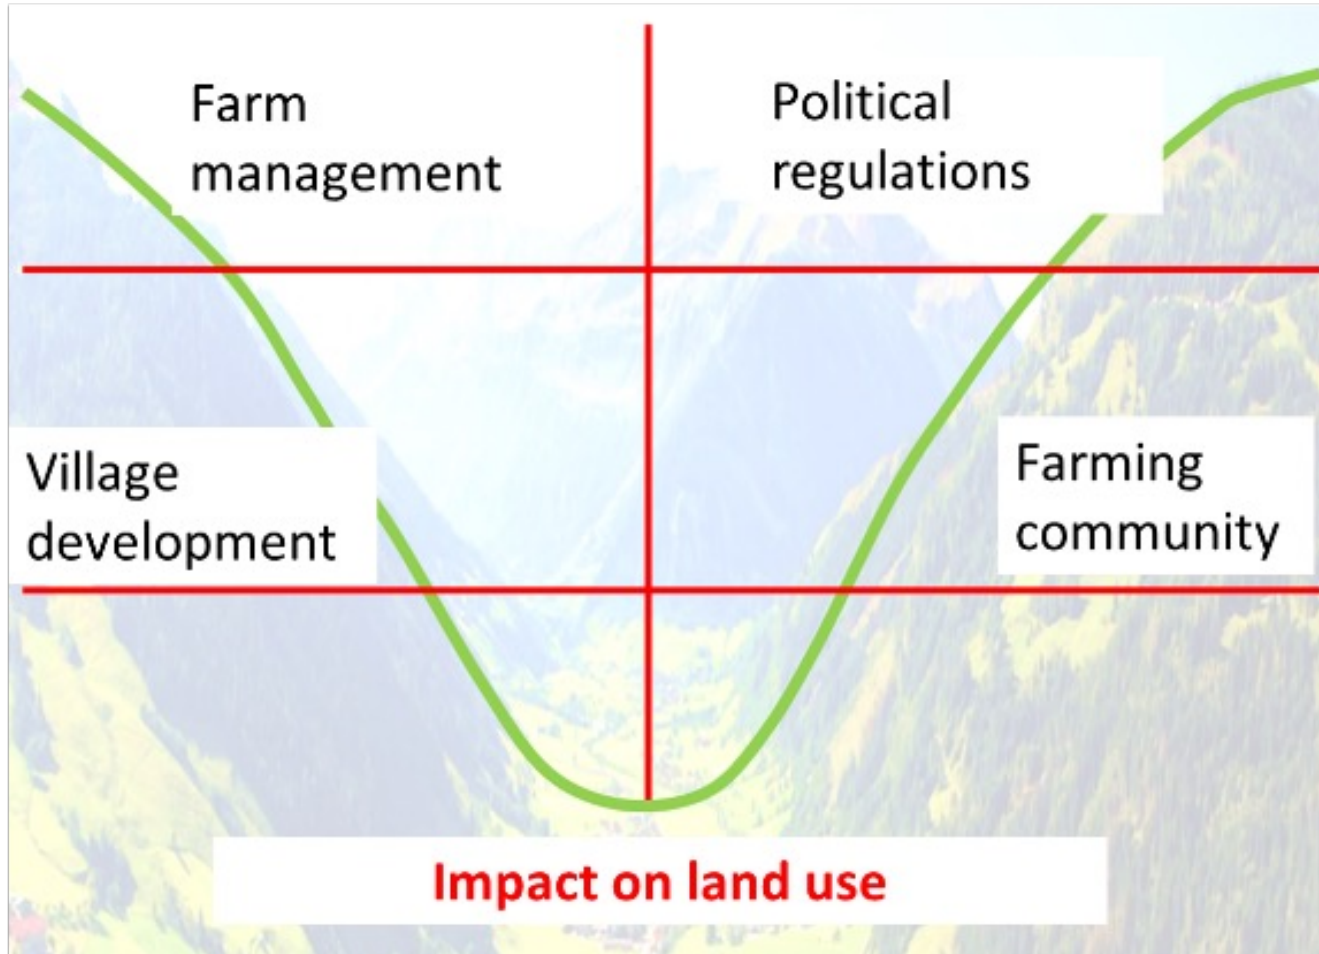 Farm
management
Political
regulations
Village
development
Farming
community
Impact on land use